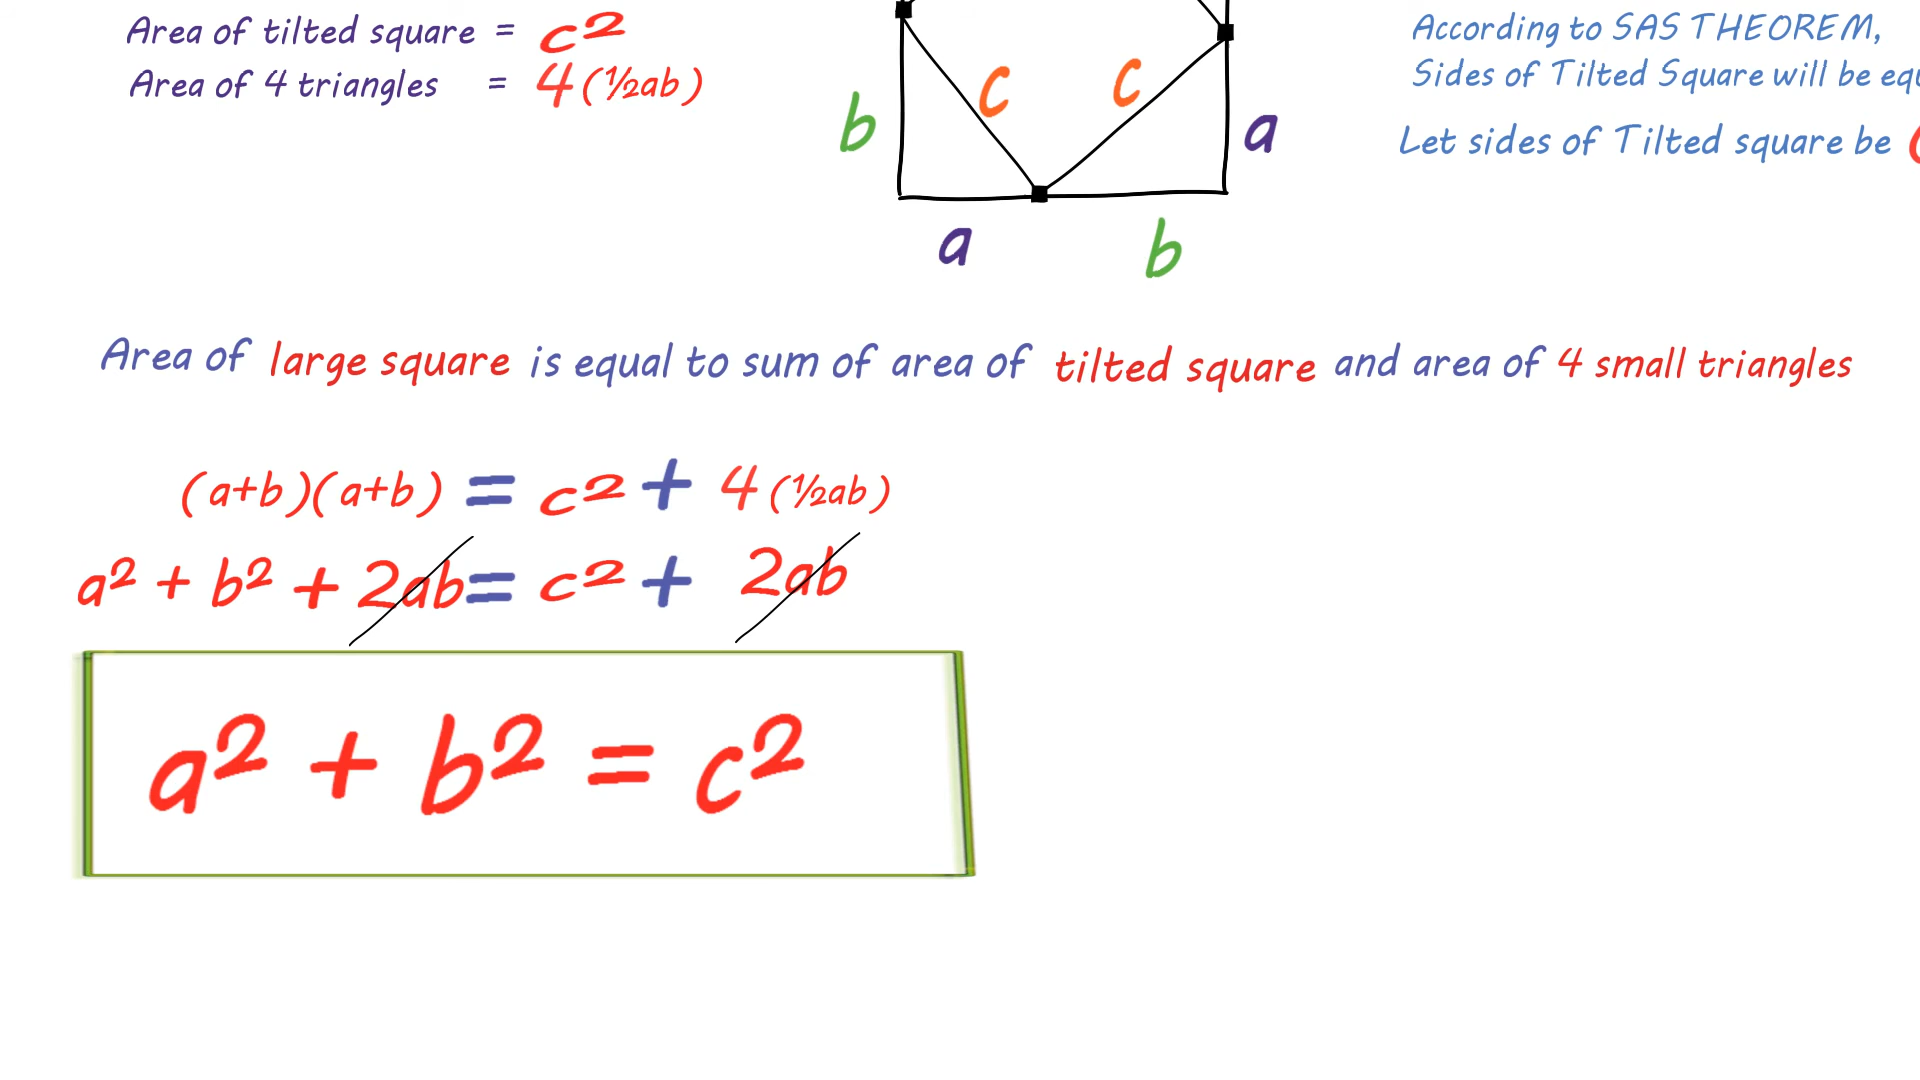 Area of tilted square = c²
Area of 4 triangles = 4(½ab)
According to SAS THEOREM,
Sides of Tilted Square will be
Let sides of Tilted square be
c c
b a
a b
Area of large square is equal to sum of area of tilted square and area of 4 small triangles
(a+b)(a+b) = c² + 4(½ab)
a² + b² + 2ab = c² + 2ab
a² + b² = c²